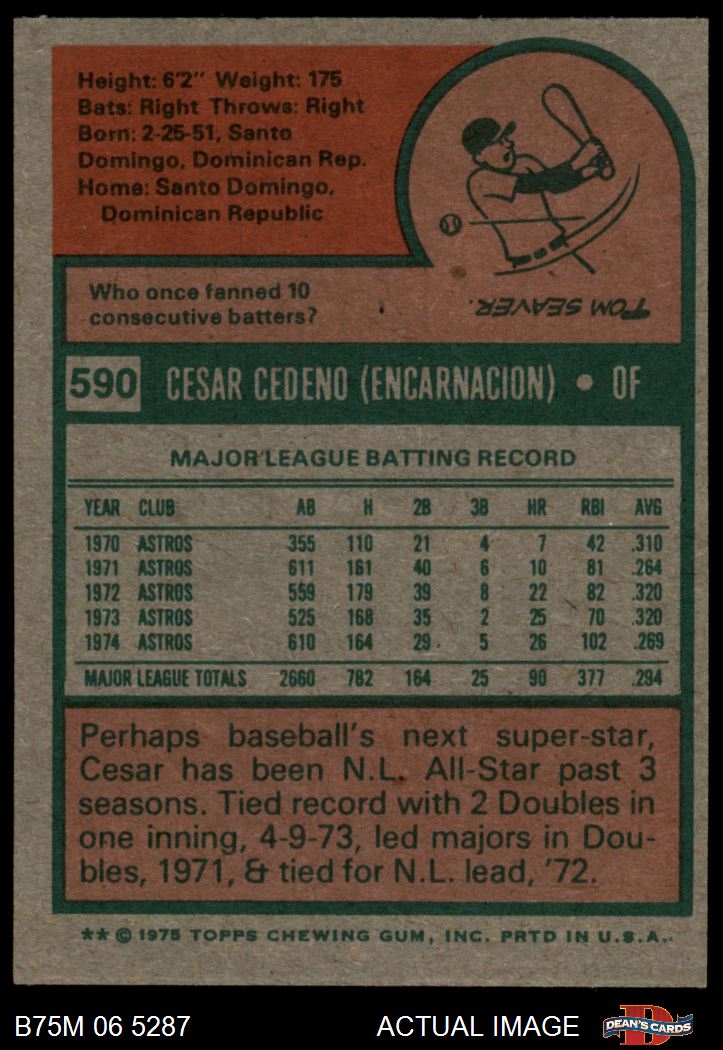 Height: 6'2" Weight: 175
Bats: Right Throws: Right
Born: 2-25-51, Santo
Domingo, Dominican Rep.
Home: Santo Domingo,
Dominican Republic
Who once fanned 10
consecutive batters?
TOM SEAVER.
590 CESAR CEDENO (ENCARNACION) • OF
MAJOR LEAGUE BATTING RECORD
YEAR CLUB AB H 2B 3B HR RBI AVG
1970 ASTROS 355 110 21 4 7 42 .310
1971 ASTROS 611 161 40 6 10 81 .264
1972 ASTROS 559 179 39 8 22 82 .320
1973 ASTROS 525 168 35 2 25 70 .320
1974 ASTROS 610 164 29 5 26 102 .269
MAJOR LEAGUE TOTALS 2660 782 164 25 90 377 .294
Perhaps baseball's next super-star,
Cesar has been N.L. All-Star past 3
seasons. Tied record with 2 Doubles in
one inning, 4-9-73, led majors in Dou-
bles, 1971, & tied for N.L. lead, '72.
** © 1975 TOPPS CHEWING GUM, INC. PRTD IN U.S.A.
B75M 06 5287 ACTUAL IMAGE D DEAN'S CARDS